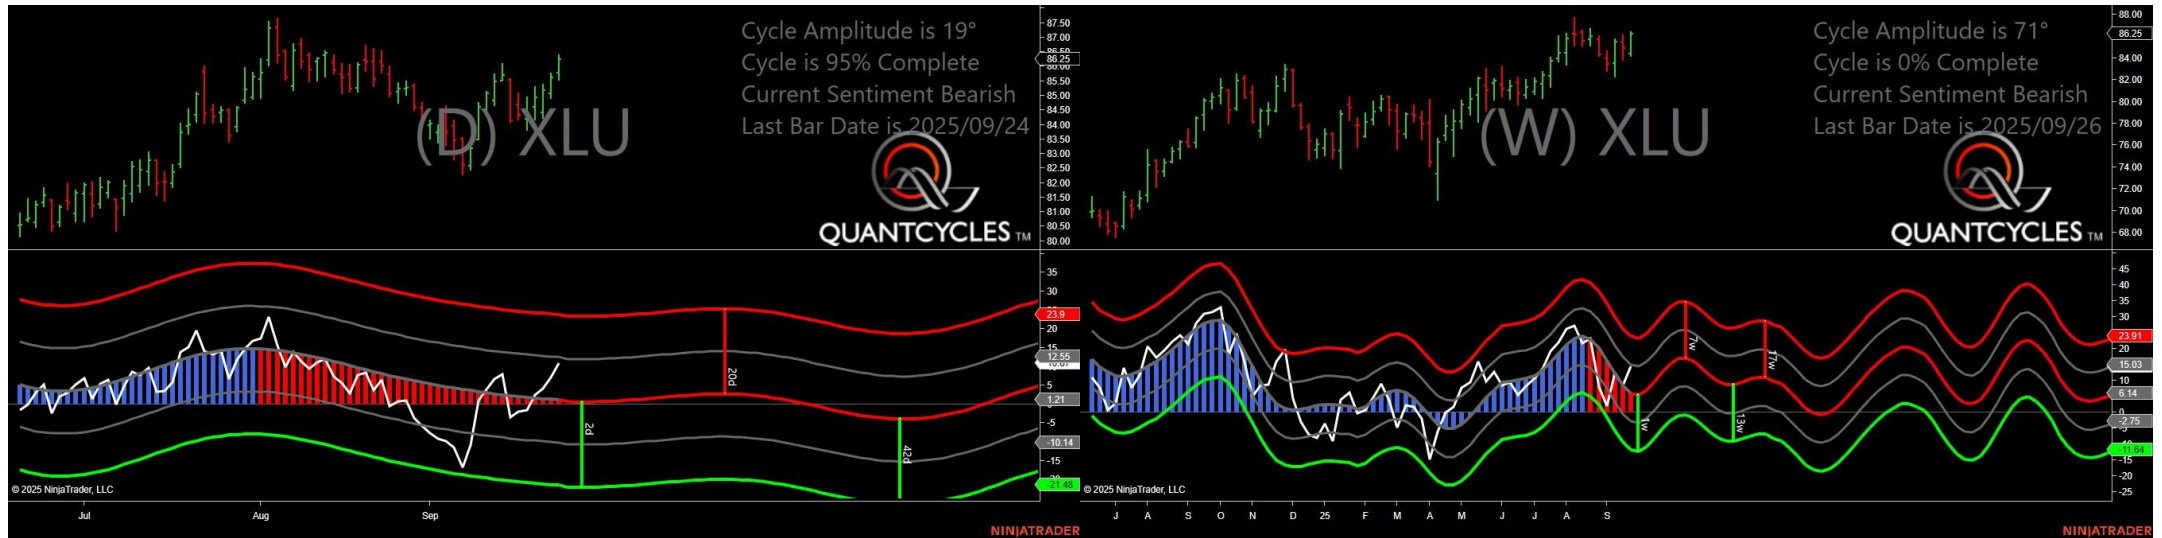 Cycle Amplitude is 19°
Cycle is 95% Complete
Current Sentiment Bearish
Last Bar Date is 2025/09/24
(D) XLU
QUANTCYCLES TM
87.50
87.00
86.50
86.25
86.00
85.50
85.00
84.50
84.00
83.50
83.00
82.50
82.00
81.50
81.00
80.50
80.00
35
30
23.9
20
15
12.55
5
1.21
-5
-10.14
-15
-21.48
2d
20d
42d
© 2025 NinjaTrader, LLC
Jul
Aug
Sep
NINJATRADER
Cycle Amplitude is 71°
Cycle is 0% Complete
Current Sentiment Bearish
Last Bar Date is 2025/09/26
(W) XLU
QUANTCYCLES TM
88.00
86.25
84.00
82.00
80.00
78.00
76.00
74.00
72.00
70.00
68.00
45
40
35
30
23.91
20
15.03
10
6.14
0
-2.75
-11.64
-15
-20
-25
1w
7w
13w
17w
© 2025 NinjaTrader, LLC
J A S O N D 25 F M A M J J A S
NINJATRADER